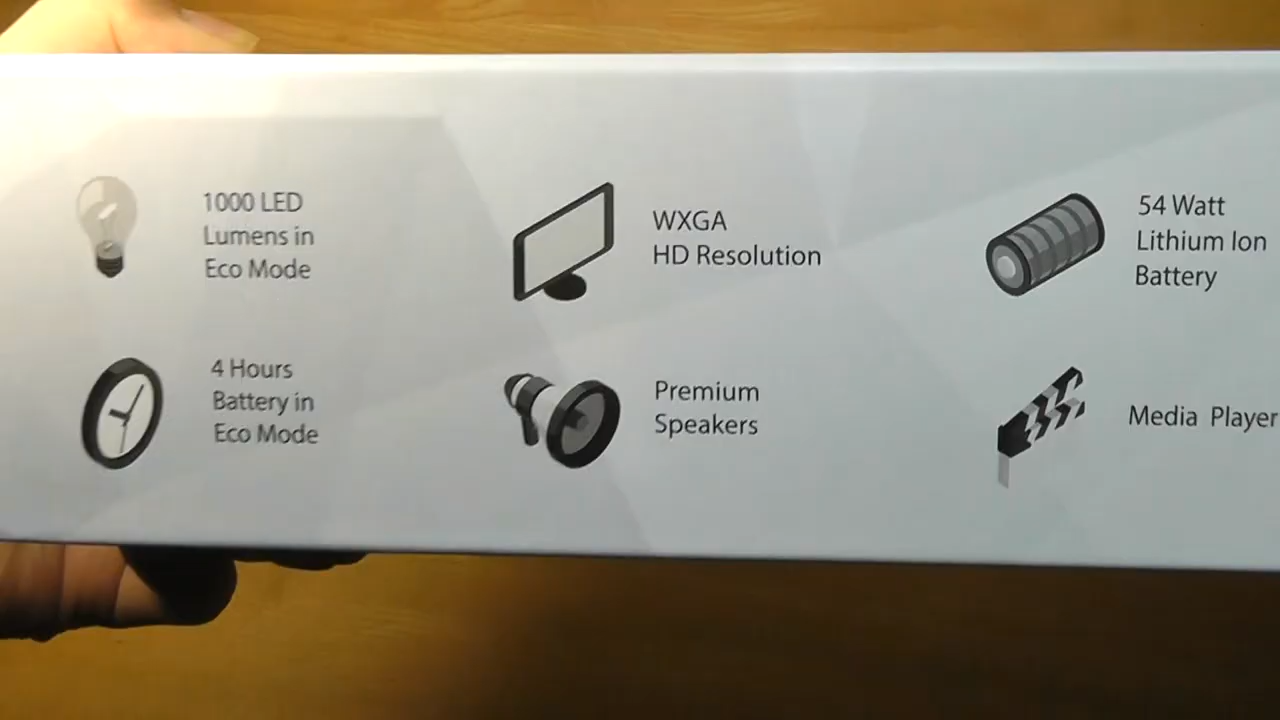 1000 LED
Lumens in
Eco Mode
WXGA
HD Resolution
54 Watt
Lithium Ion
Battery
4 Hours
Battery in
Eco Mode
Premium
Speakers
Media Player